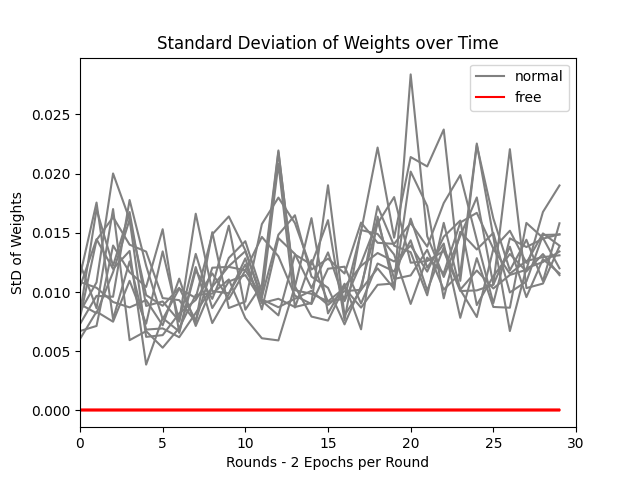 Standard Deviation of Weights over Time
normal
free
StD of Weights
0.025
0.020
0.015
0.010
0.005
0.000
0
5
10
15
20
25
30
Rounds - 2 Epochs per Round